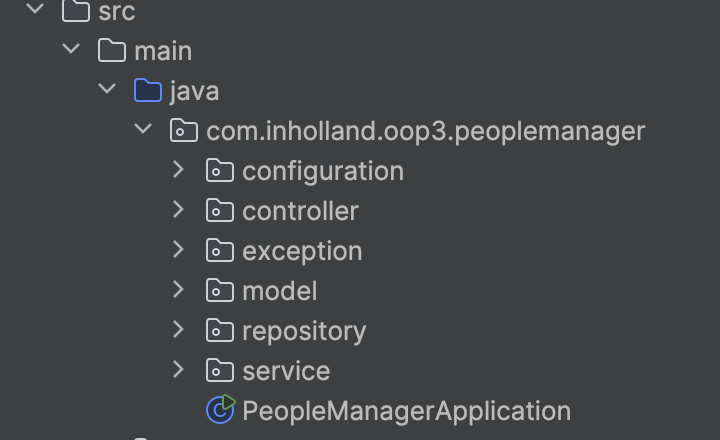 src
main
java
com.inholland.oop3.peoplemanager
configuration
controller
exception
model
repository
service
PeopleManagerApplication